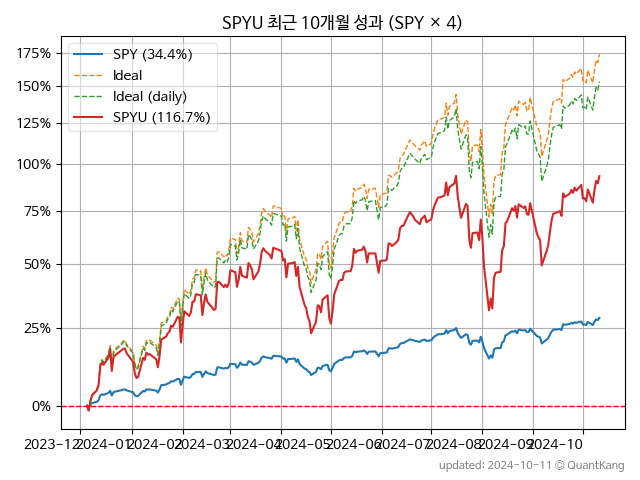 SPYU 최근 10개월 성과 (SPY × 4)
SPY (34.4%)
Ideal
Ideal (daily)
SPYU (116.7%)
175%
150%
125%
100%
75%
50%
25%
0%
2023-12 2024-01 2024-02 2024-03 2024-04 2024-05 2024-06 2024-07 2024-08 2024-09 2024-10
updated: 2024-10-11 © QuantKang